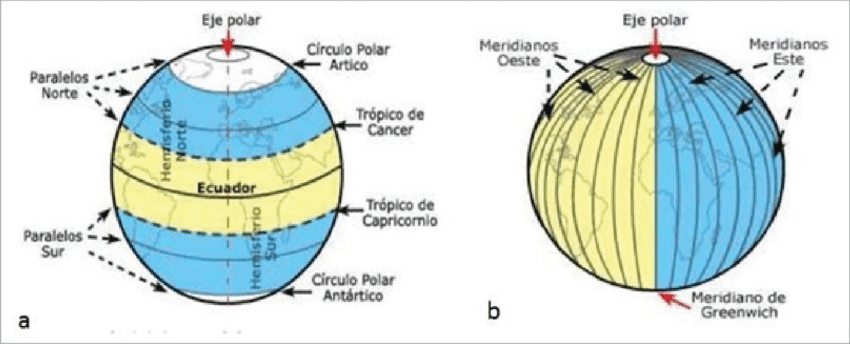 Eje polar
Círculo Polar
Artico
Paralelos
Norte
Trópico de
Cancer
Hemisferio
Norte
Ecuador
Trópico de
Capricornio
Paralelos
Sur
Hemisferio
Sur
Círculo Polar
Antártico
a
Eje polar
Meridianos
Oeste
Meridianos
Este
Meridiano de
Greenwich
b